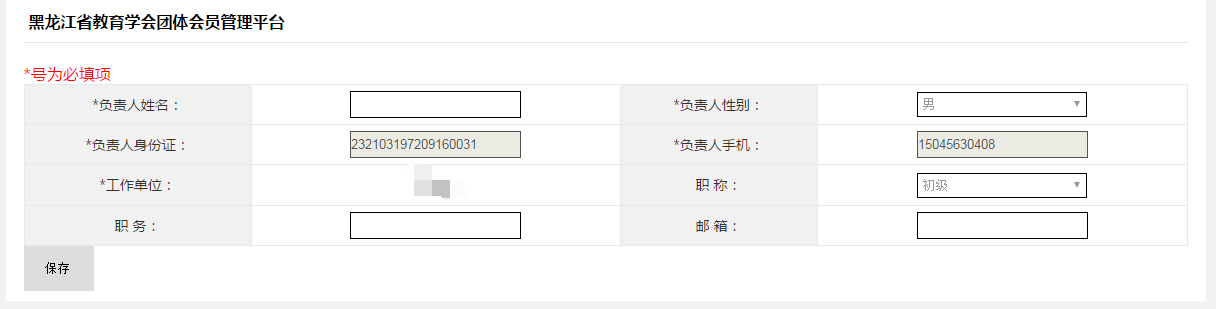 黑龙江省教育学会团体会员管理平台
*号为必填项
*负责人姓名： *负责人性别： 男
*负责人身份证： 232103197209160031 *负责人手机： 15045630408
*工作单位： 职 称： 初级
职 务： 邮 箱：
保存